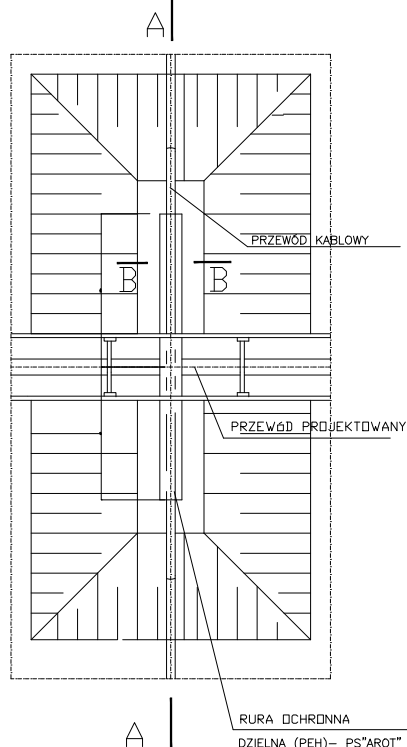 A
PRZEWÓD KABLOWY
B B
PRZEWóD PROJEKTOWANY
RURA OCHRONNA
A
DZIELNA (PEH)- PS"AROT"